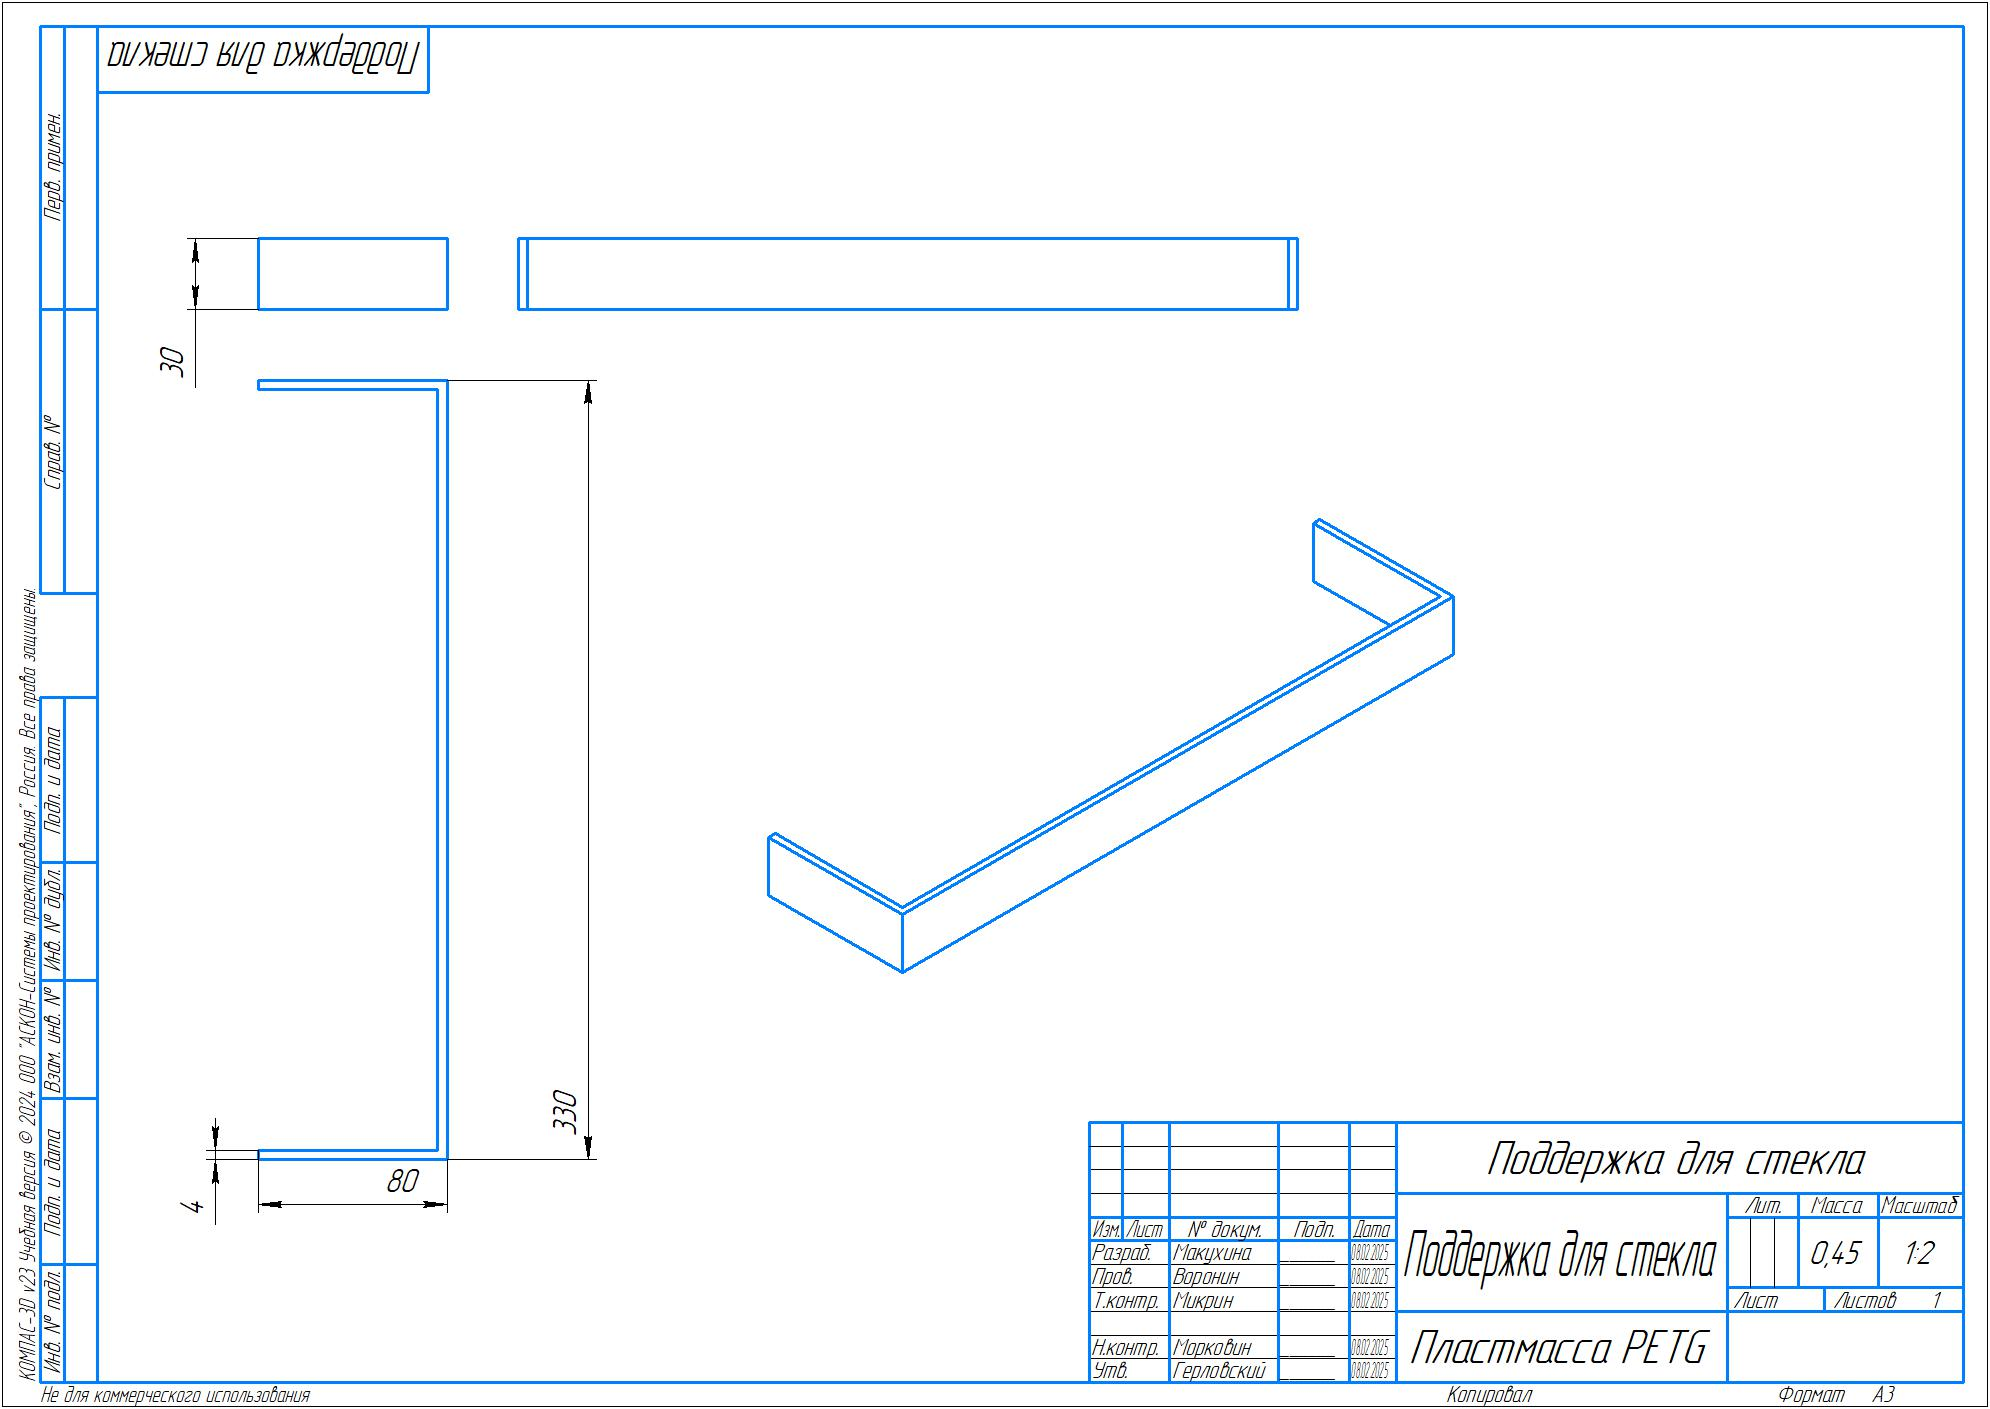 Поддержка для стекла
Перв. примен.
Справ. №
Подп. и дата
Инв. № дубл.
Взам. инв. №
Подп. и дата
Инв. № подл.
КОМПАС-3D v23 Учебная версия © 2024 ООО "АСКОН-Системы проектирования", Россия. Все права защищены.
30
330
4
80
Поддержка для стекла
Изм. Лист № докум. Подп. Дата
Разраб. Макухина 08.02.2025
Пров. Воронин 08.02.2025
Т.контр. Микрин 08.02.2025
Н.контр. Морковин 08.02.2025
Утв. Герловский 08.02.2025
Поддержка для стекла
Лит. Масса Масштаб
0,45 1:2
Лист Листов 1
Пластмасса PETG
Не для коммерческого использования
Копировал
Формат А3